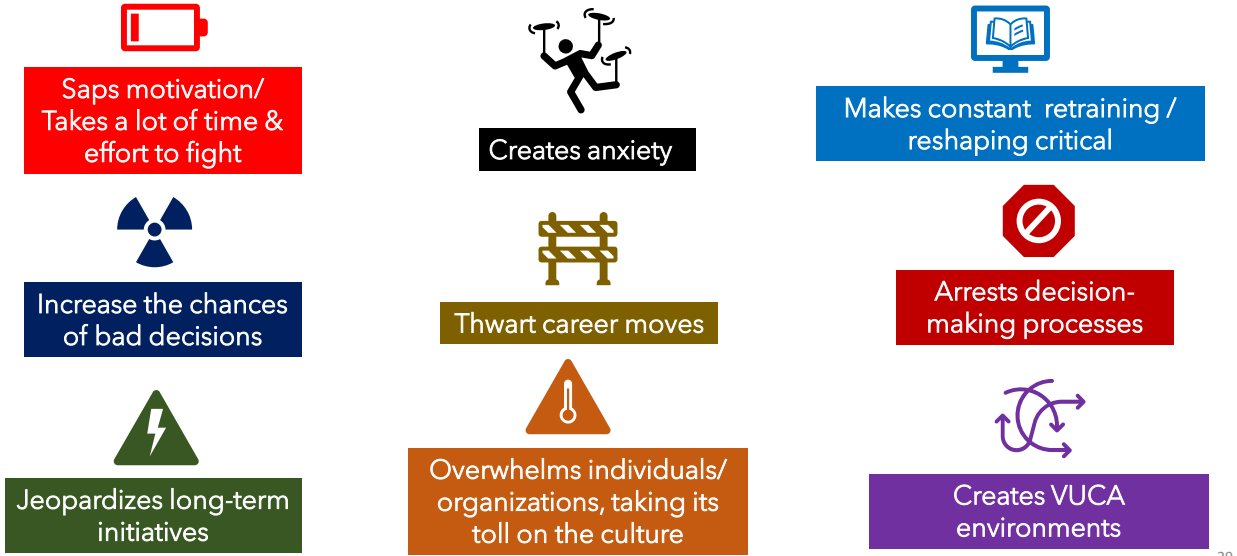 Saps motivation/
Takes a lot of time &
effort to fight
Creates anxiety
Makes constant retraining /
reshaping critical
Increase the chances
of bad decisions
Thwart career moves
Arrests decision-
making processes
Jeopardizes long-term
initiatives
Overwhelms individuals/
organizations, taking its
toll on the culture
Creates VUCA
environments